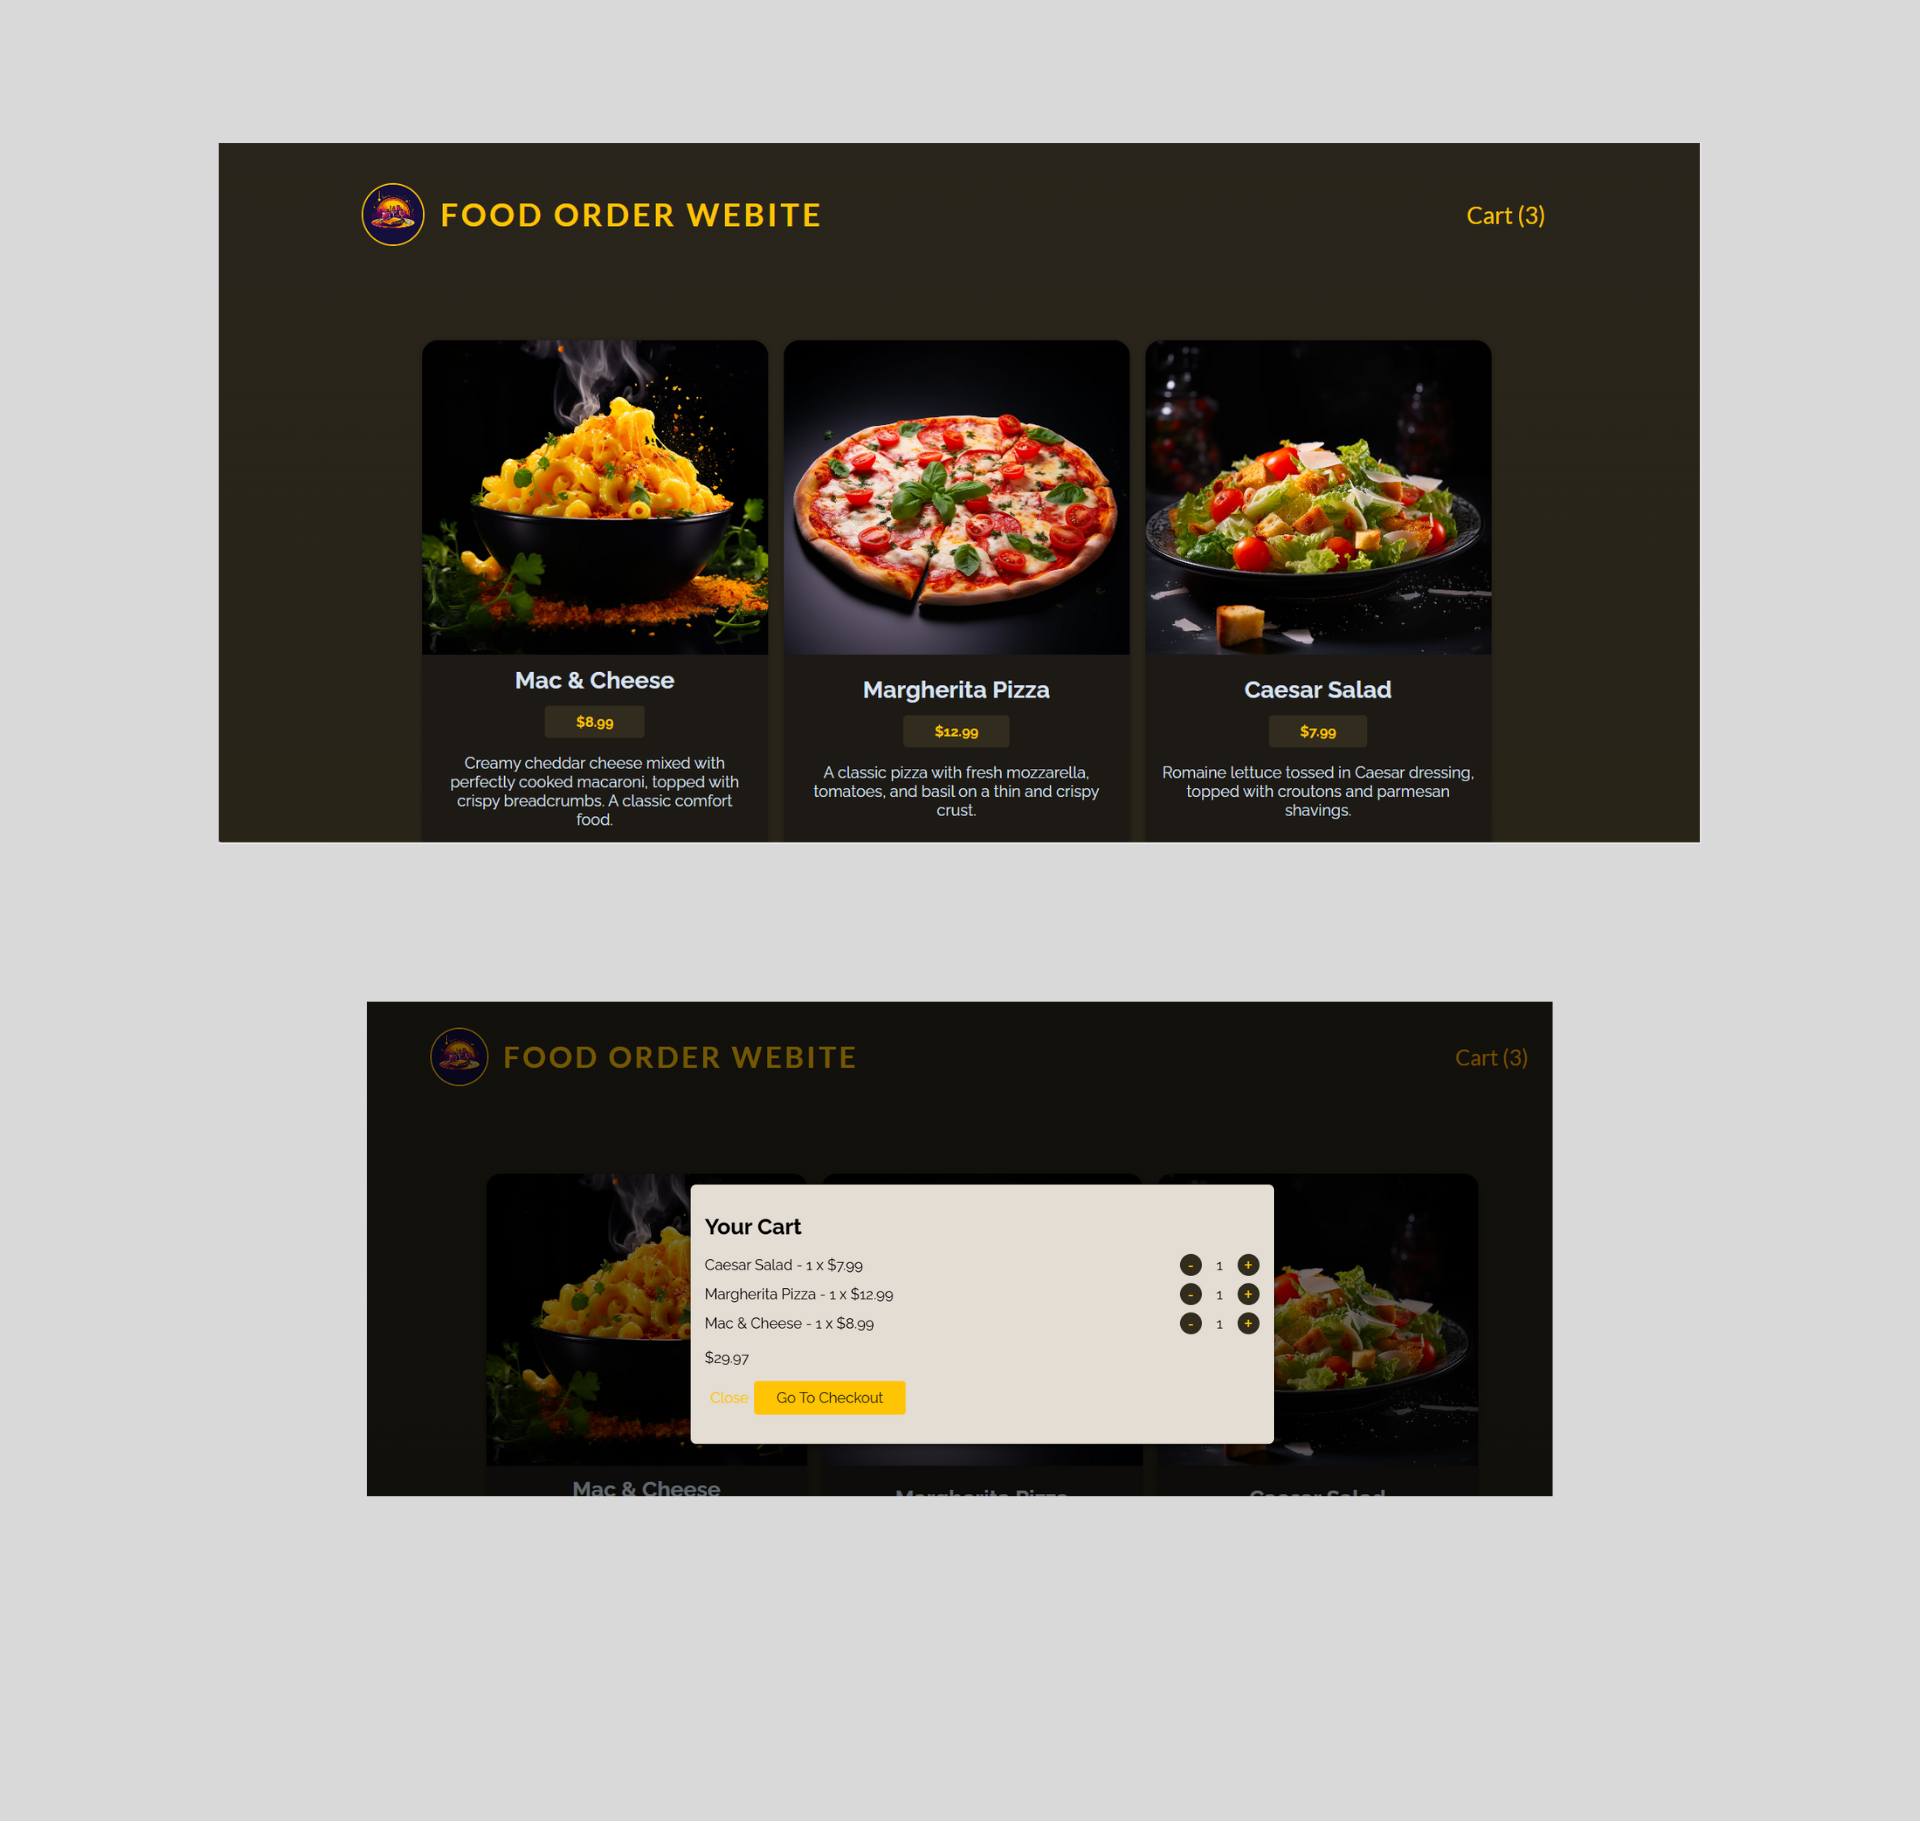 FOOD ORDER WEBITE
Cart (3)
Mac & Cheese
$8.99
Creamy cheddar cheese mixed with
perfectly cooked macaroni, topped with
crispy breadcrumbs. A classic comfort
food.
Margherita Pizza
$12.99
A classic pizza with fresh mozzarella,
tomatoes, and basil on a thin and crispy
crust.
Caesar Salad
$7.99
Romaine lettuce tossed in Caesar dressing,
topped with croutons and parmesan
shavings.
FOOD ORDER WEBITE
Cart (3)
Your Cart
Caesar Salad - 1 x $7.99 - 1 +
Margherita Pizza - 1 x $12.99 - 1 +
Mac & Cheese - 1 x $8.99 - 1 +
$29.97
Close Go To Checkout
Mac & Cheese
Margherita Pizza
Caesar Salad